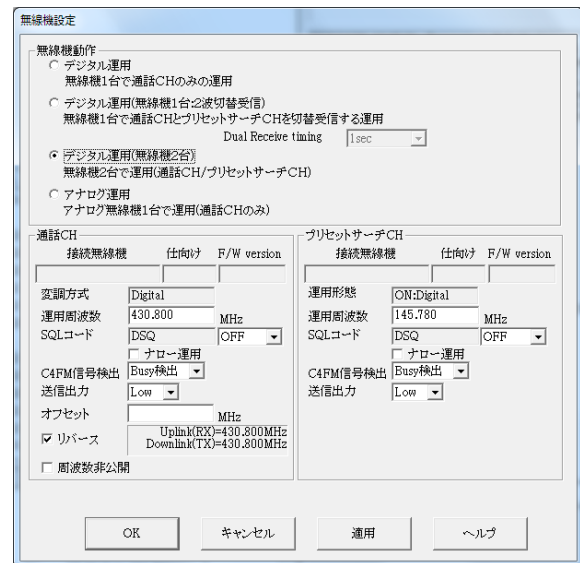 無線機設定
無線機動作
デジタル運用
無線機1台で通話CHのみの運用
デジタル運用(無線機1台:2波切替受信)
無線機1台で通話CHとプリセットサーチCHを切替受信する運用
Dual Receive timing 1sec
デジタル運用(無線機2台)
無線機2台で運用(通話CH/プリセットサーチCH)
アナログ運用
アナログ無線機1台で運用(通話CHのみ)
通話CH
接続無線機 仕向け F/W version
変調方式 Digital
運用周波数 430.800 MHz
SQLコード DSQ OFF
ナロー運用
C4FM信号検出 Busy検出
送信出力 Low
オフセット MHz
リバース Uplink(RX)=430.800MHz
Downlink(TX)=430.800MHz
周波数非公開
プリセットサーチCH
接続無線機 仕向け F/W version
運用形態 ON:Digital
運用周波数 145.780 MHz
SQLコード DSQ OFF
ナロー運用
C4FM信号検出 Busy検出
送信出力 Low
OK キャンセル 適用 ヘルプ